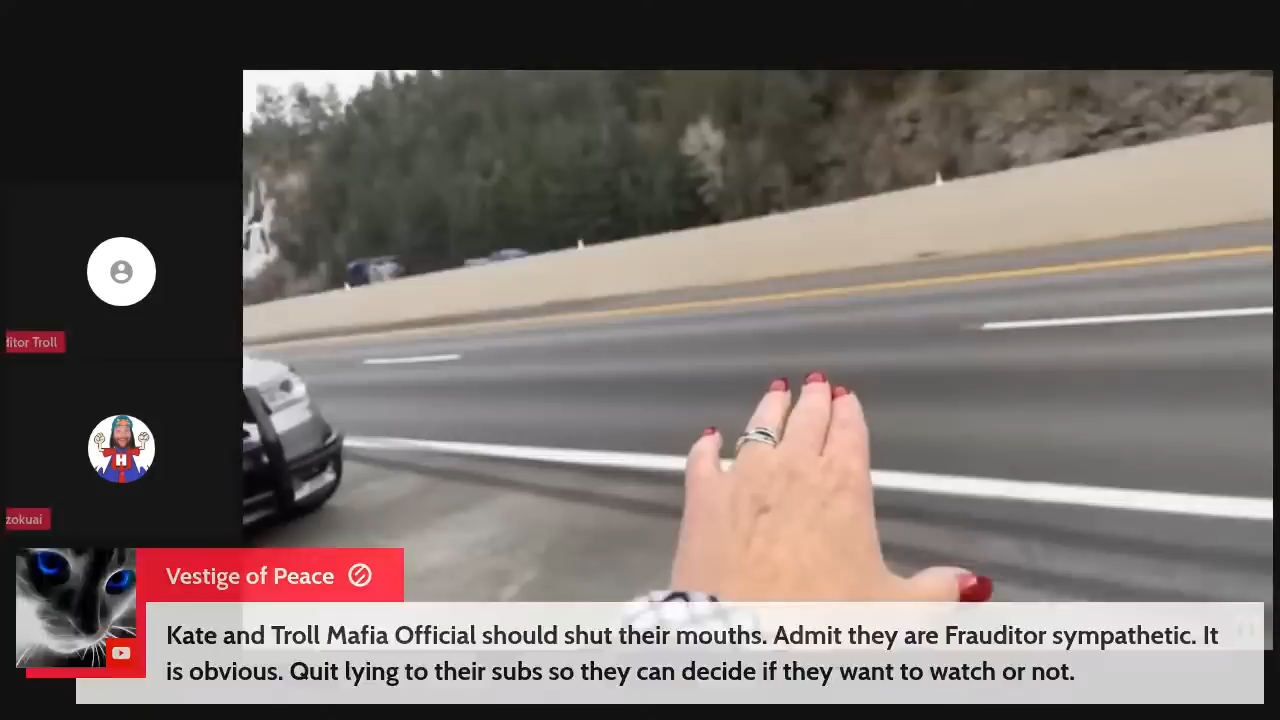 ditor Troll
zokuai
H
Vestige of Peace
Kate and Troll Mafia Official should shut their mouths. Admit they are Frauditor sympathetic. It
is obvious. Quit lying to their subs so they can decide if they want to watch or not.